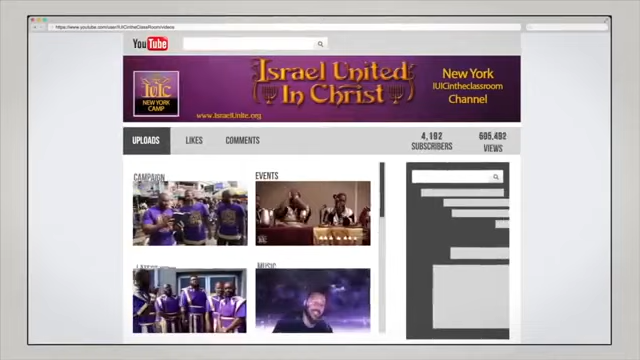 https://www.youtube.com/user/IUICintheClassRoom/videos
YouTube
IUIC
NEW YORK
CAMP
Israel United
In Christ
www.IsraelUnite.org
New York
IUICintheclassroom
Channel
UPLOADS
LIKES
COMMENTS
4,192
SUBSCRIBERS
605,492
VIEWS
CAMPAIGN
EVENTS
MUSIC